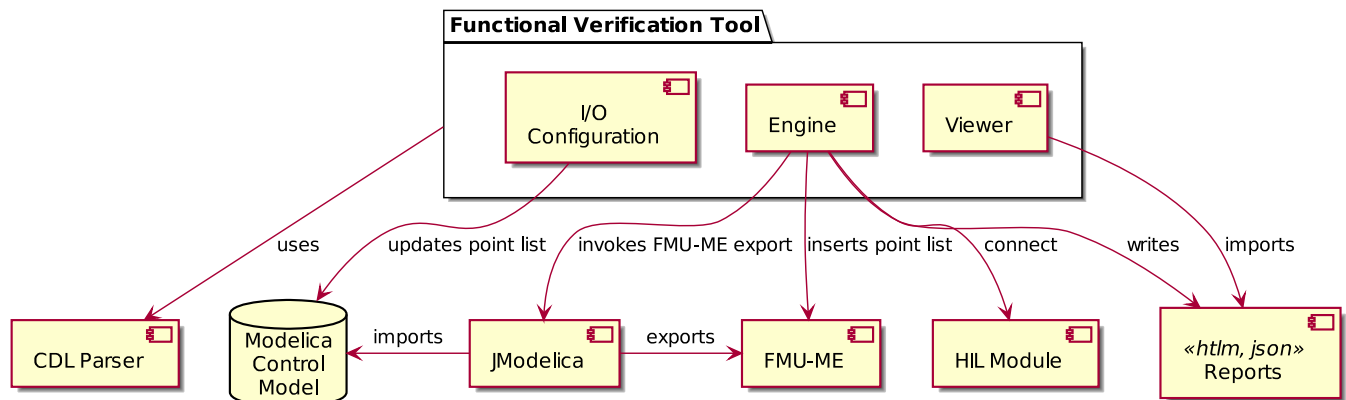 Functional Verification Tool
I/O
Configuration
Engine
Viewer
uses
updates point list
invokes FMU-ME export
inserts point list
connect
writes
imports
CDL Parser
Modelica
Control
Model
imports
JModelica
exports
FMU-ME
HIL Module
«htlm, json»
Reports